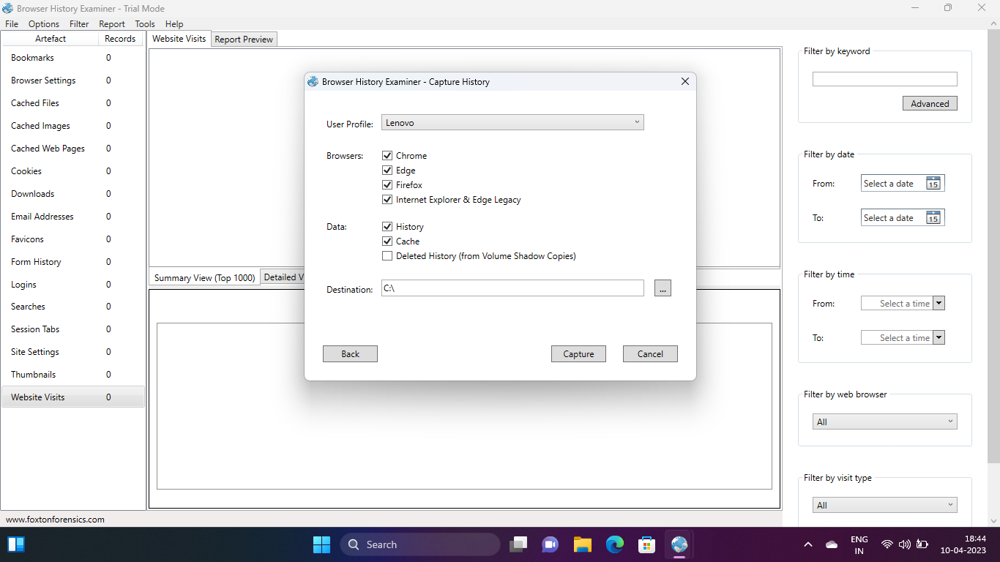 Browser History Examiner - Trial Mode
File Options Filter Report Tools Help
Artefact Records
Bookmarks 0
Browser Settings 0
Cached Files 0
Cached Images 0
Cached Web Pages 0
Cookies 0
Downloads 0
Email Addresses 0
Favicons 0
Form History 0
Logins 0
Searches 0
Session Tabs 0
Site Settings 0
Thumbnails 0
Website Visits 0
Website Visits Report Preview
Summary View (Top 1000) Detailed V
Browser History Examiner - Capture History
User Profile: Lenovo
Browsers: Chrome
Edge
Firefox
Internet Explorer & Edge Legacy
Data: History
Cache
Deleted History (from Volume Shadow Copies)
Destination: C:\ ...
Back Capture Cancel
Filter by keyword
Advanced
Filter by date
From: Select a date 15
To: Select a date 15
Filter by time
From: Select a time
To: Select a time
Filter by web browser
All
Filter by visit type
All
www.foxtonforensics.com
Search
ENG
IN
18:44
10-04-2023